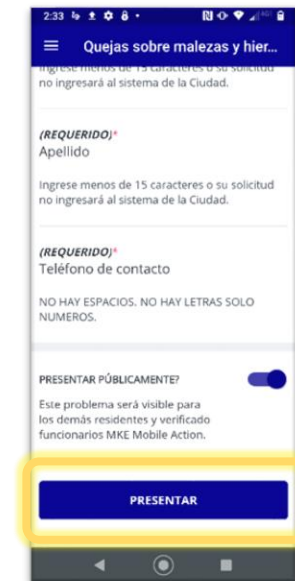 2:33
Quejas sobre malezas y hier...
ingrese menos de 15 caracteres o su solicitud
no ingresará al sistema de la Ciudad.
(REQUERIDO)*
Apellido
Ingrese menos de 15 caracteres o su solicitud
no ingresará al sistema de la Ciudad.
(REQUERIDO)*
Teléfono de contacto
NO HAY ESPACIOS. NO HAY LETRAS SOLO
NUMEROS.
PRESENTAR PÚBLICAMENTE?
Este problema será visible para
los demás residentes y verificado
funcionarios MKE Mobile Action.
PRESENTAR